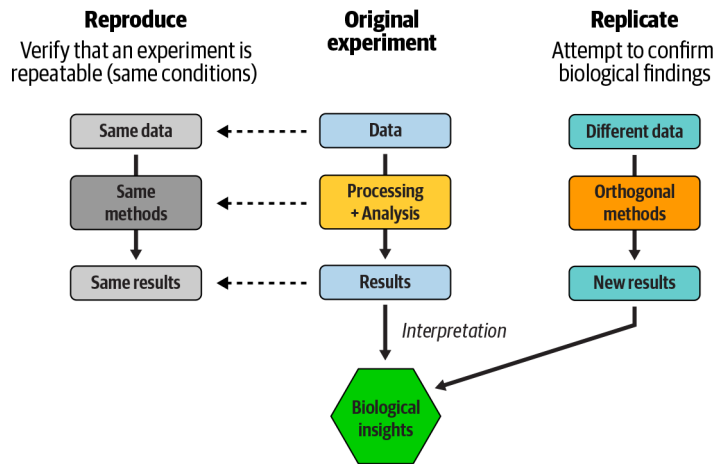 Reproduce
Verify that an experiment is
repeatable (same conditions)
Original
experiment
Replicate
Attempt to confirm
biological findings
Same data
Data
Different data
Same
methods
Processing
+ Analysis
Orthogonal
methods
Same results
Results
New results
Interpretation
Biological
insights